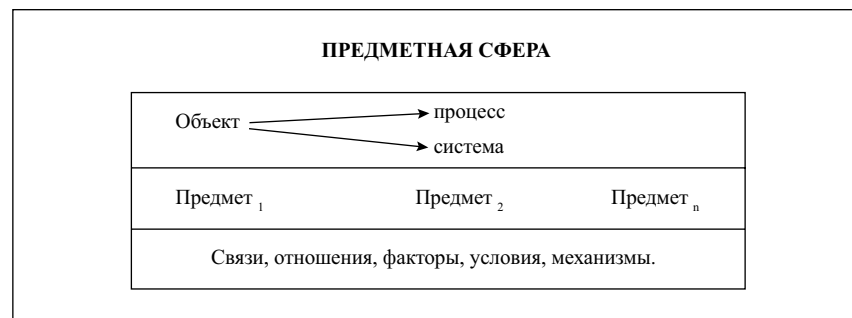 ПРЕДМЕТНАЯ СФЕРА
Объект
процесс
система
Предмет 1 Предмет 2 Предмет n
Связи, отношения, факторы, условия, механизмы.